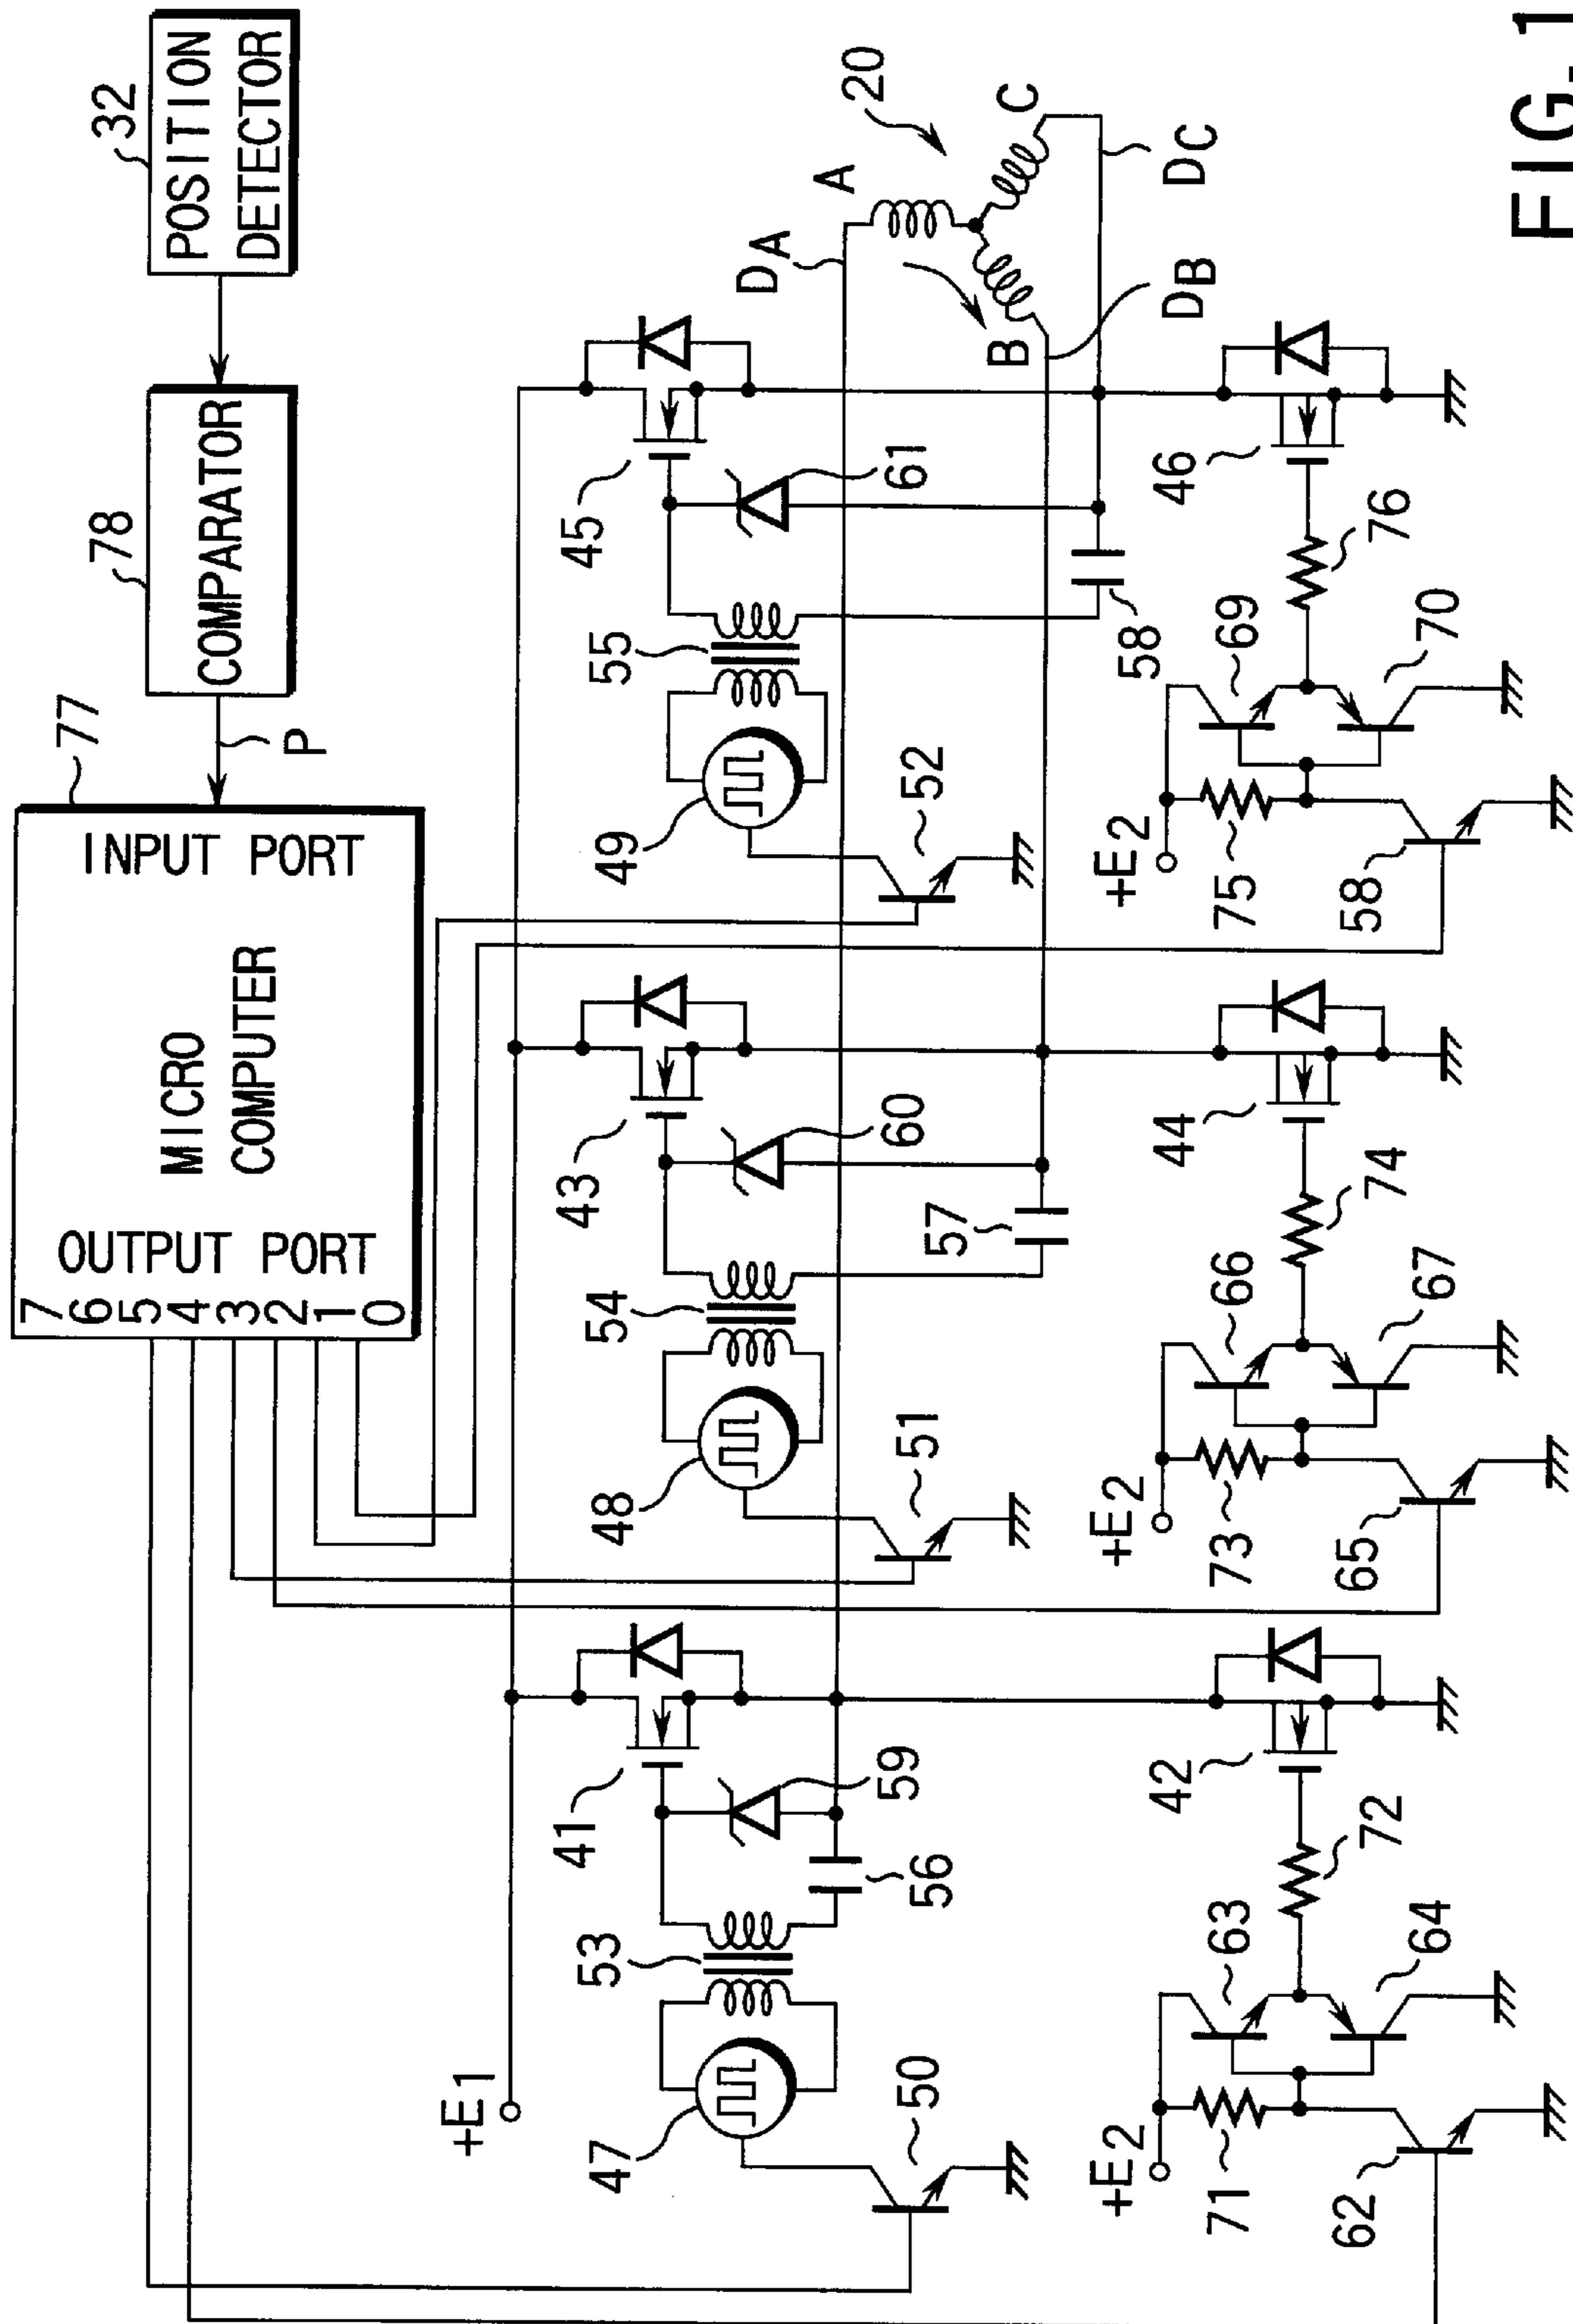 POSITION
DETECTOR
32
COMPARATOR
78
P
77
INPUT PORT
MICRO
COMPUTER
OUTPUT PORT
7
6
5
4
3
2
1
0
+E1
41
43
45
47
48
49
53
54
55
59
60
61
56
57
58
50
51
52
DA
A
B
C
20
DB
DC
+E2
+E2
+E2
71
73
75
63
66
69
64
67
70
72
74
76
42
44
46
62
65
58
FIG.1